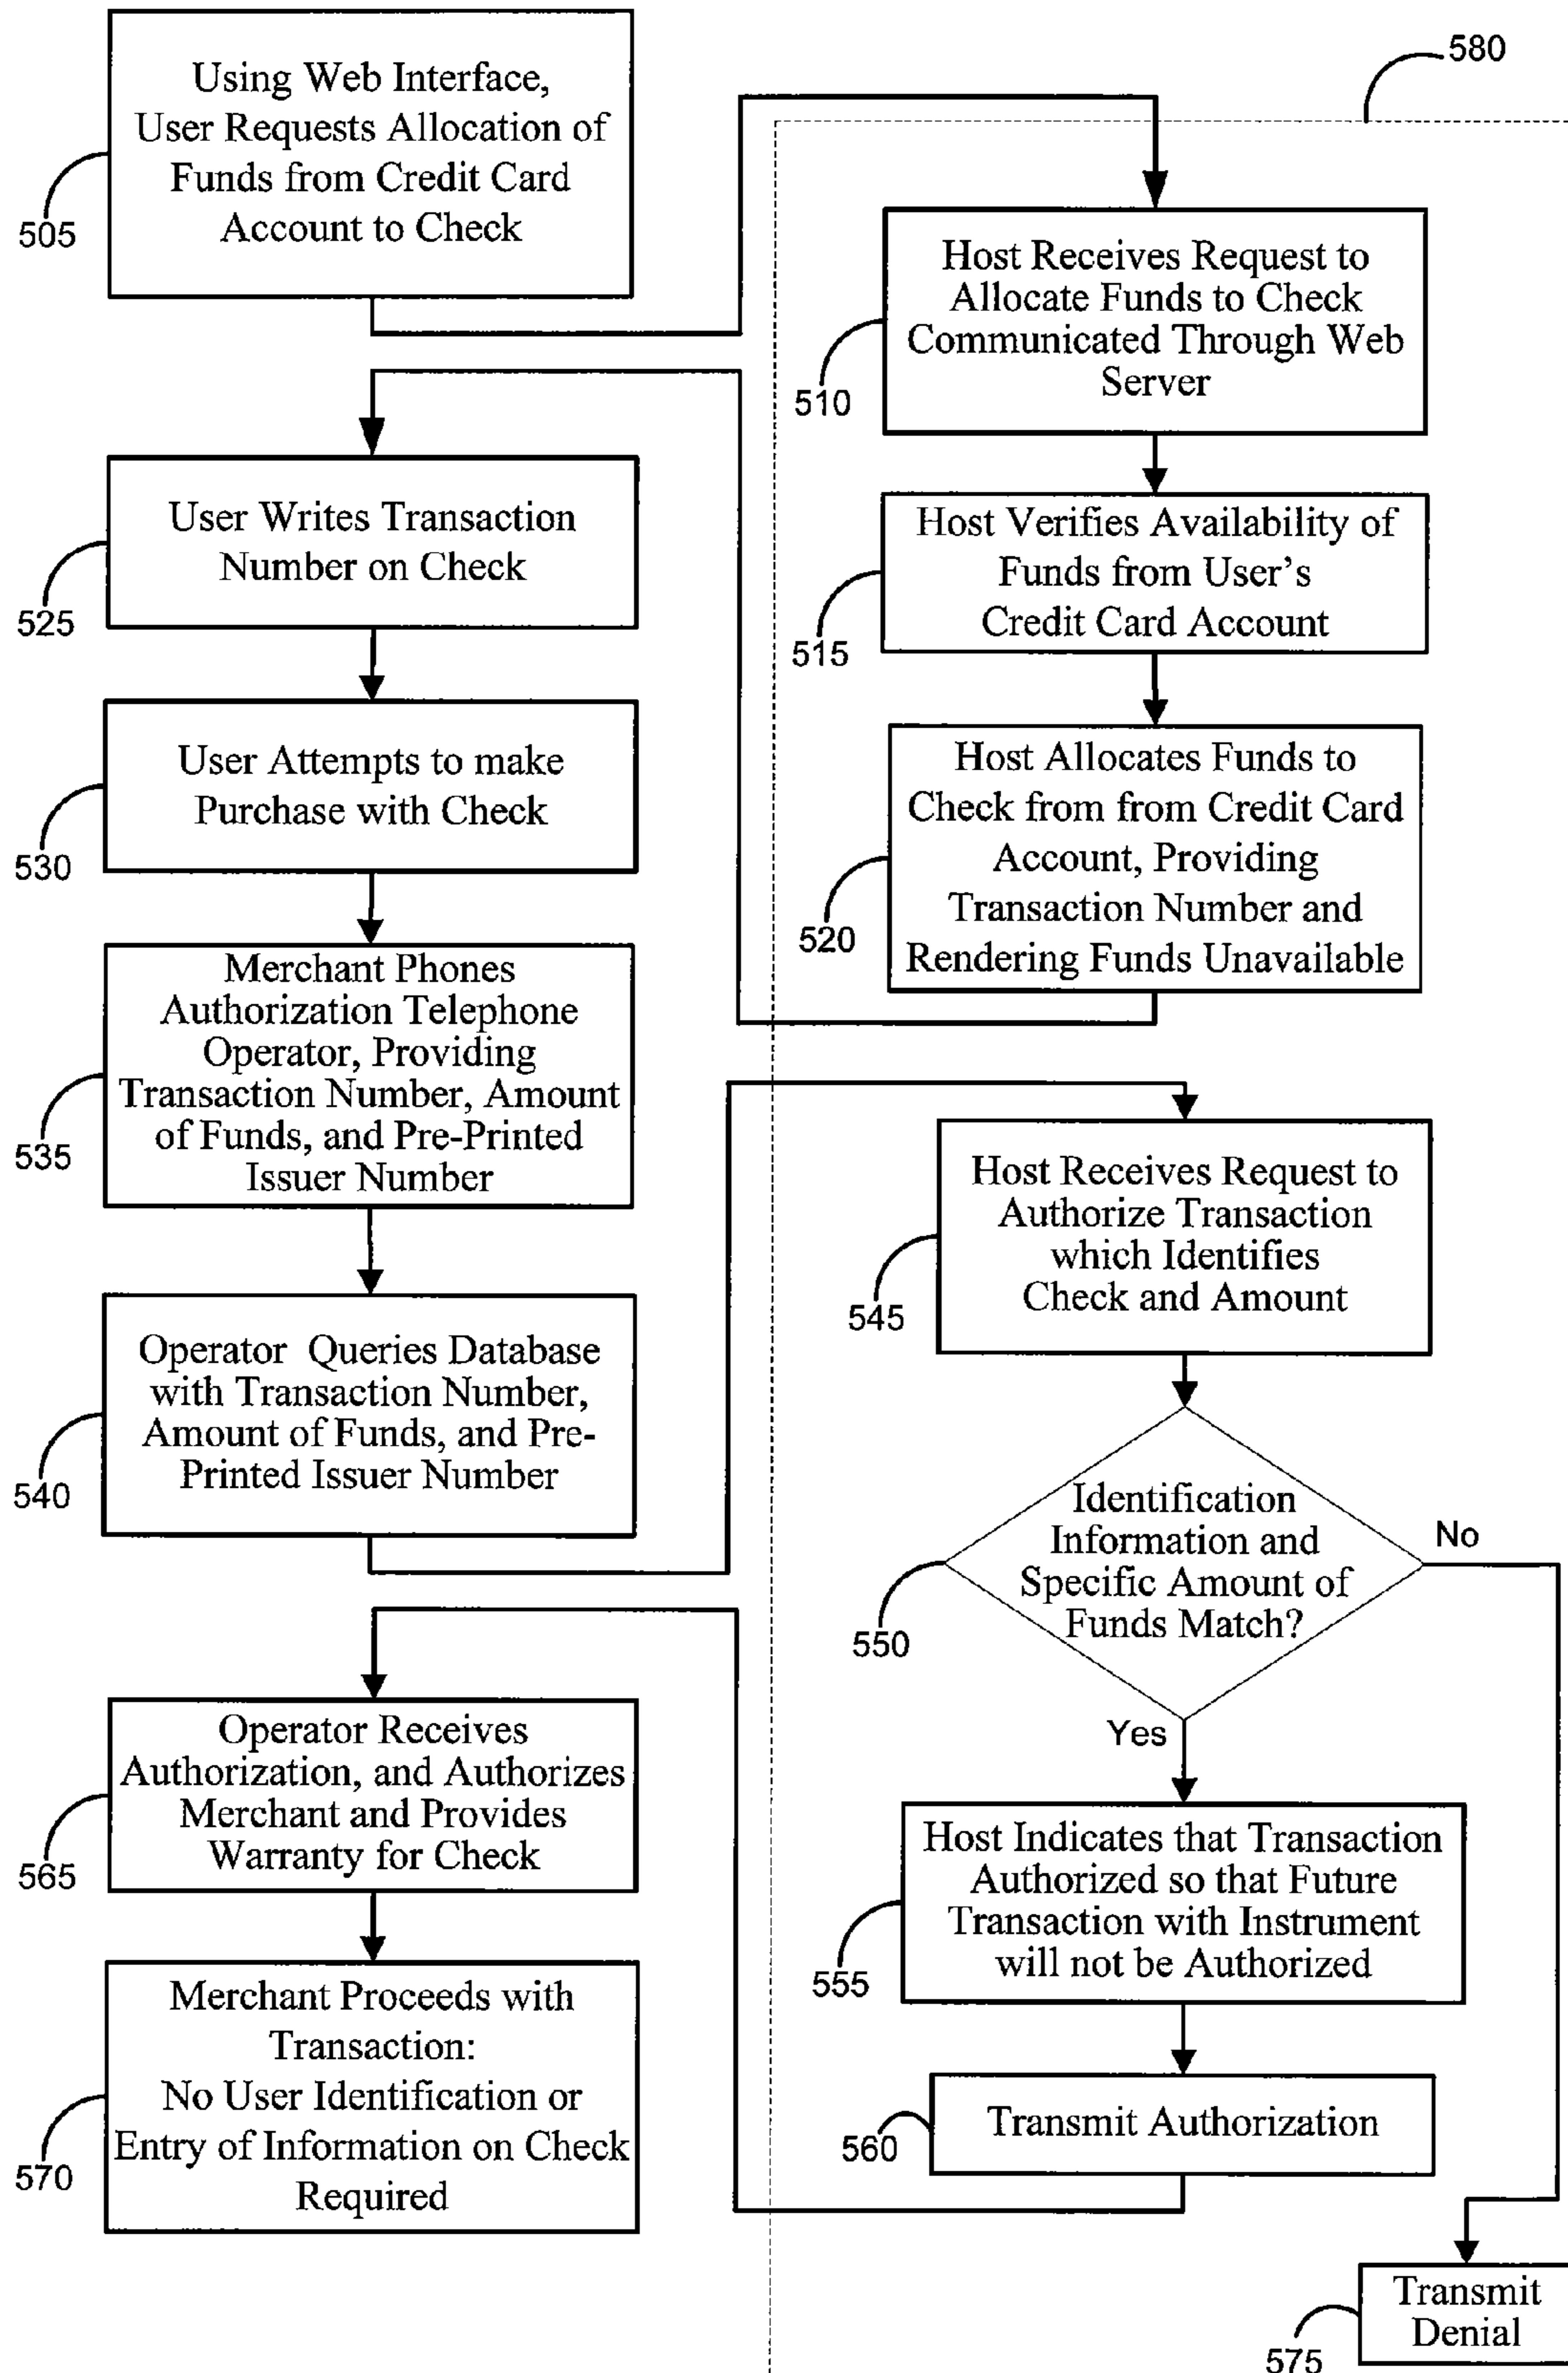 Using Web Interface,
User Requests Allocation of
Funds from Credit Card
Account to Check
505
580
Host Receives Request to
Allocate Funds to Check
Communicated Through Web
Server
510
Host Verifies Availability of
Funds from User's
Credit Card Account
515
Host Allocates Funds to
Check from from Credit Card
Account, Providing
Transaction Number and
Rendering Funds Unavailable
520
User Writes Transaction
Number on Check
525
User Attempts to make
Purchase with Check
530
Merchant Phones
Authorization Telephone
Operator, Providing
Transaction Number, Amount
of Funds, and Pre-Printed
Issuer Number
535
Operator Queries Database
with Transaction Number,
Amount of Funds, and Pre-
Printed Issuer Number
540
Host Receives Request to
Authorize Transaction
which Identifies
Check and Amount
545
Identification
Information and
Specific Amount of
Funds Match?
550
No
Yes
Host Indicates that Transaction
Authorized so that Future
Transaction with Instrument
will not be Authorized
555
Transmit Authorization
560
Operator Receives
Authorization, and Authorizes
Merchant and Provides
Warranty for Check
565
Merchant Proceeds with
Transaction:
No User Identification or
Entry of Information on Check
Required
570
Transmit
Denial
575